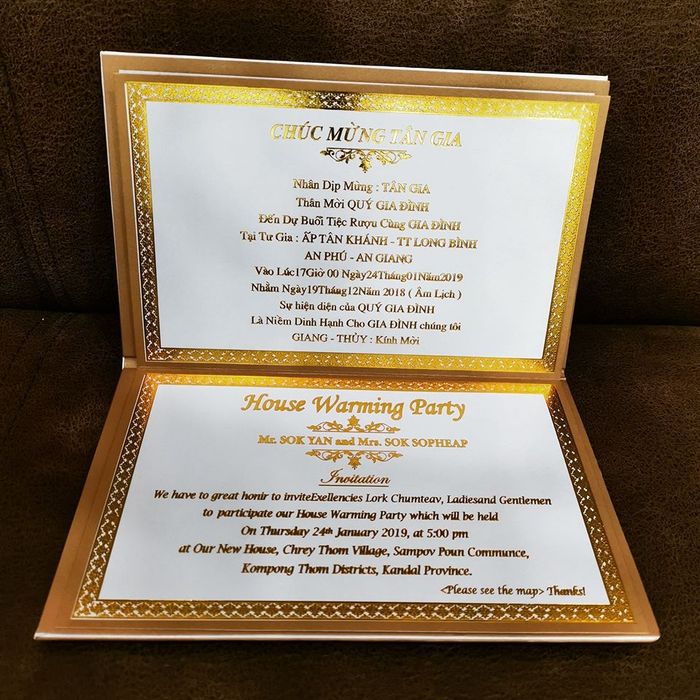 CHÚC MỪNG TÂN GIA
Nhân Dịp Mừng : TÂN GIA
Thân Mời QUÝ GIA ĐÌNH
Đến Dự Buổi Tiệc Rượu Cùng GIA ĐÌNH
Tại Tư Gia : ẤP TÂN KHÁNH - TT LONG BÌNH
AN PHÚ - AN GIANG
Vào Lúc17Giờ 00 Ngày24Tháng01Năm2019
Nhằm Ngày19Tháng12Năm 2018 ( Âm Lịch )
Sự hiện diện của QUÝ GIA ĐÌNH
Là Niềm Dinh Hạnh Cho GIA ĐÌNH chúng tôi
GIANG - THỦY : Kính Mời
House Warming Party
Mr. SOK YAN and Mrs. SOK SOPHEAP
Invitation
We have to great honir to inviteExellencies Lork Chumteav, Ladiesand Gentlemen
to participate our House Warming Party which will be held
On Thursday 24th January 2019, at 5:00 pm
at Our New House, Chrey Thom Village, Sampov Poun Communce,
Kompong Thom Districts, Kandal Province.
<Please see the map> Thanks!